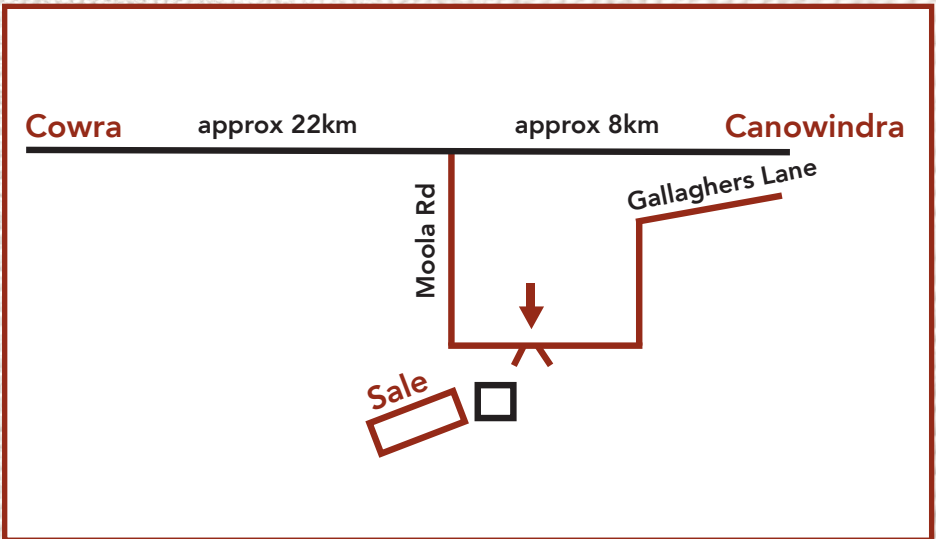 Cowra
approx 22km
approx 8km
Canowindra
Moola Rd
Gallaghers Lane
Sale